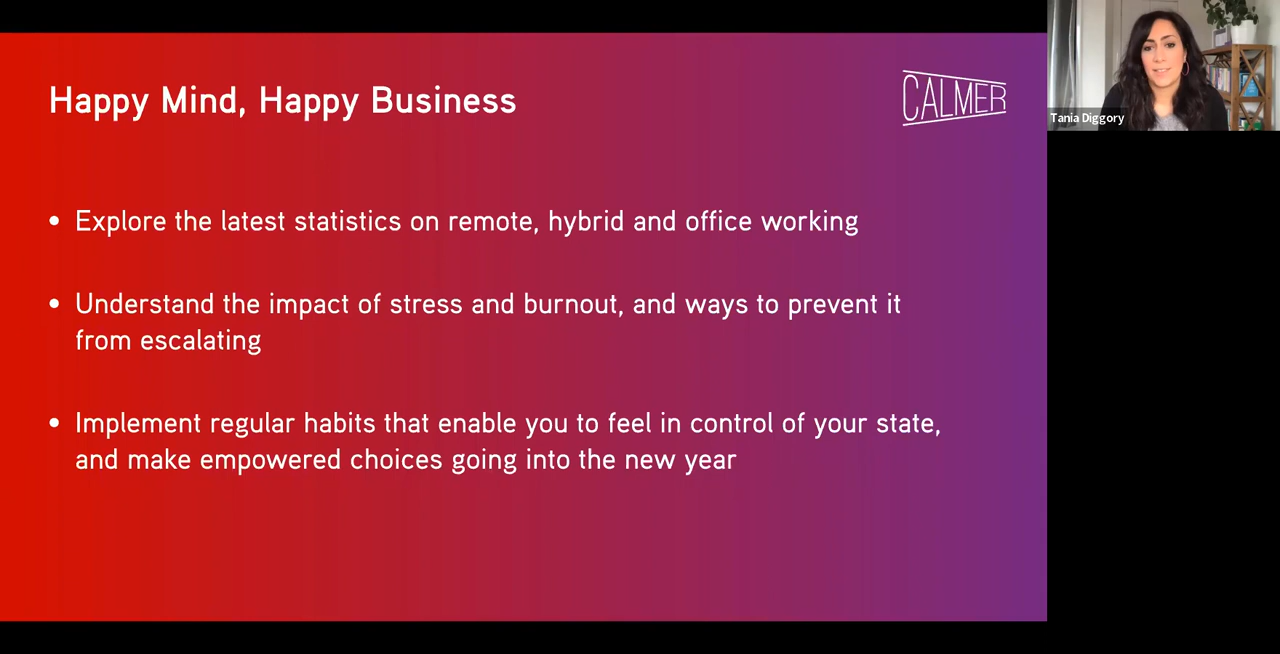 Happy Mind, Happy Business
CALMER
Tania Diggory
• Explore the latest statistics on remote, hybrid and office working
• Understand the impact of stress and burnout, and ways to prevent it
from escalating
• Implement regular habits that enable you to feel in control of your state,
and make empowered choices going into the new year